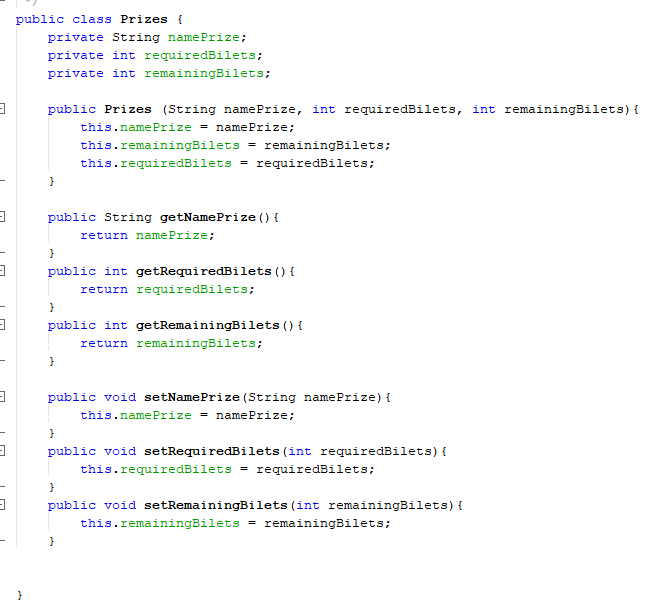 */
public class Prizes {
    private String namePrize;
    private int requiredBilets;
    private int remainingBilets;

    public Prizes (String namePrize, int requiredBilets, int remainingBilets){
        this.namePrize = namePrize;
        this.remainingBilets = remainingBilets;
        this.requiredBilets = requiredBilets;
    }

    public String getNamePrize(){
        return namePrize;
    }
    public int getRequiredBilets(){
        return requiredBilets;
    }
    public int getRemainingBilets(){
        return remainingBilets;
    }

    public void setNamePrize(String namePrize){
        this.namePrize = namePrize;
    }
    public void setRequiredBilets(int requiredBilets){
        this.requiredBilets = requiredBilets;
    }
    public void setRemainingBilets(int remainingBilets){
        this.remainingBilets = remainingBilets;
    }

}